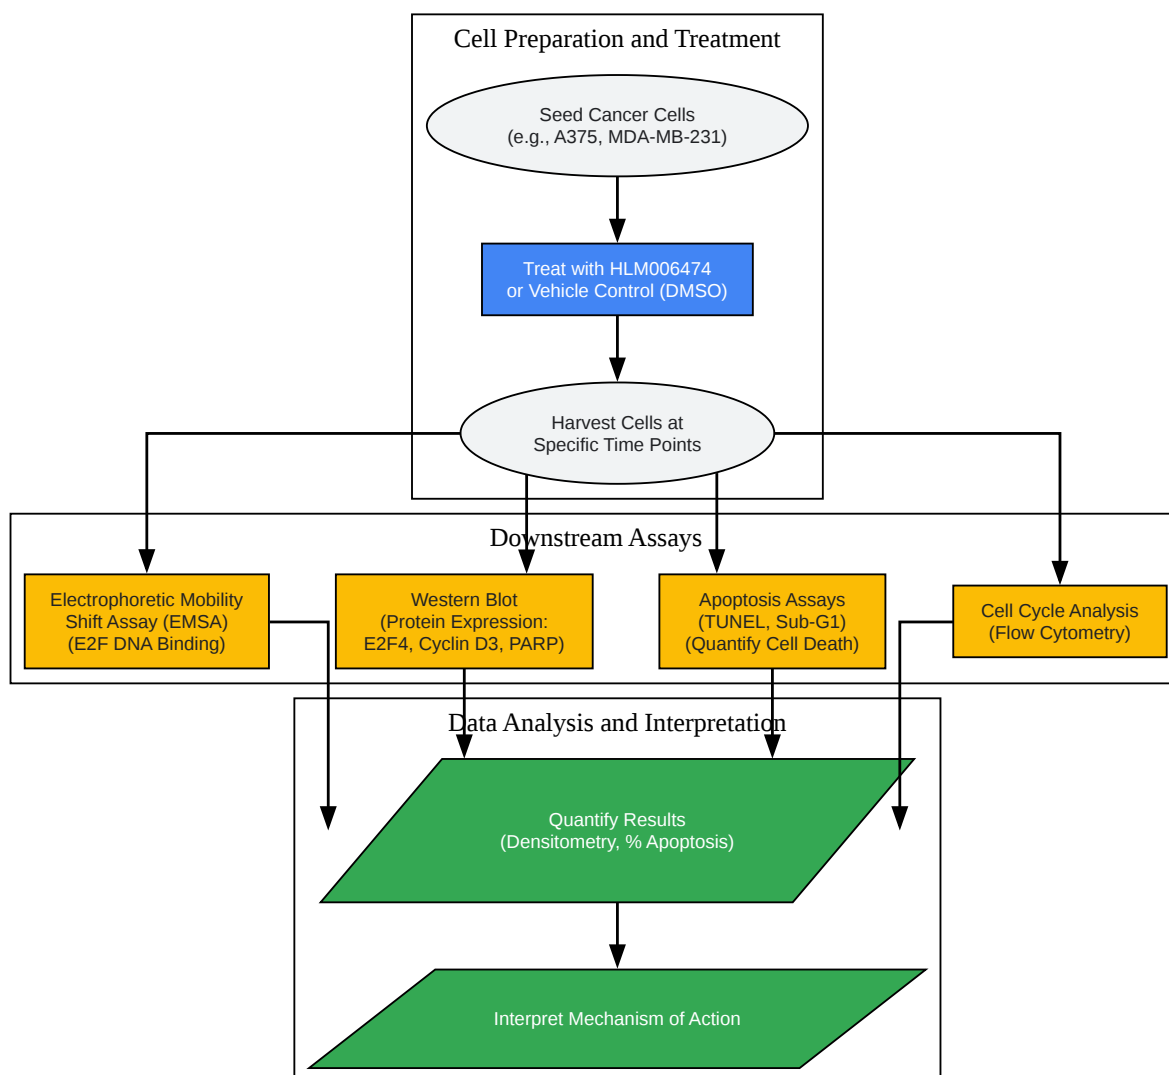 Cell Preparation and Treatment
Seed Cancer Cells
(e.g., A375, MDA-MB-231)
Treat with HLM006474
or Vehicle Control (DMSO)
Harvest Cells at
Specific Time Points
Downstream Assays
Electrophoretic Mobility
Shift Assay (EMSA)
(E2F DNA Binding)
Western Blot
(Protein Expression:
E2F4, Cyclin D3, PARP)
Apoptosis Assays
(TUNEL, Sub-G1)
(Quantify Cell Death)
Cell Cycle Analysis
(Flow Cytometry)
Data Analysis and Interpretation
Quantify Results
(Densitometry, % Apoptosis)
Interpret Mechanism of Action